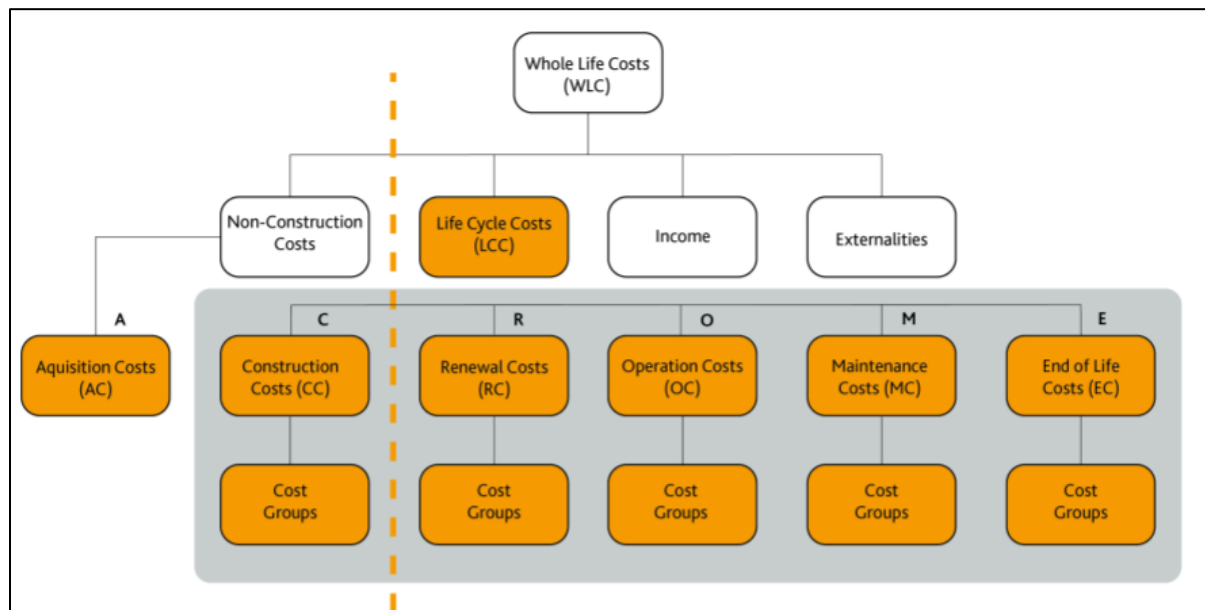 Whole Life Costs
(WLC)
Non-Construction
Costs
Life Cycle Costs
(LCC)
Income
Externalities
A
C
R
O
M
E
Aquisition Costs
(AC)
Construction
Costs (CC)
Renewal Costs
(RC)
Operation Costs
(OC)
Maintenance
Costs (MC)
End of Life
Costs (EC)
Cost
Groups
Cost
Groups
Cost
Groups
Cost
Groups
Cost
Groups